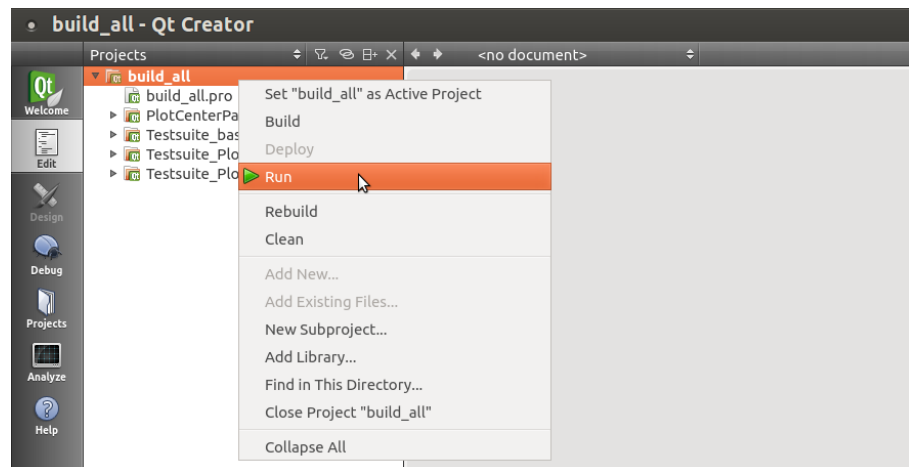 build_all - Qt Creator
Projects
<no document>
Qt
Welcome
Edit
Design
Debug
Projects
Analyze
Help
build_all
build_all.pro
PlotCenterPa
Testsuite_bas
Testsuite_Plo
Testsuite_Plo
Set "build_all" as Active Project
Build
Deploy
Run
Rebuild
Clean
Add New...
Add Existing Files...
New Subproject...
Add Library...
Find in This Directory...
Close Project "build_all"
Collapse All